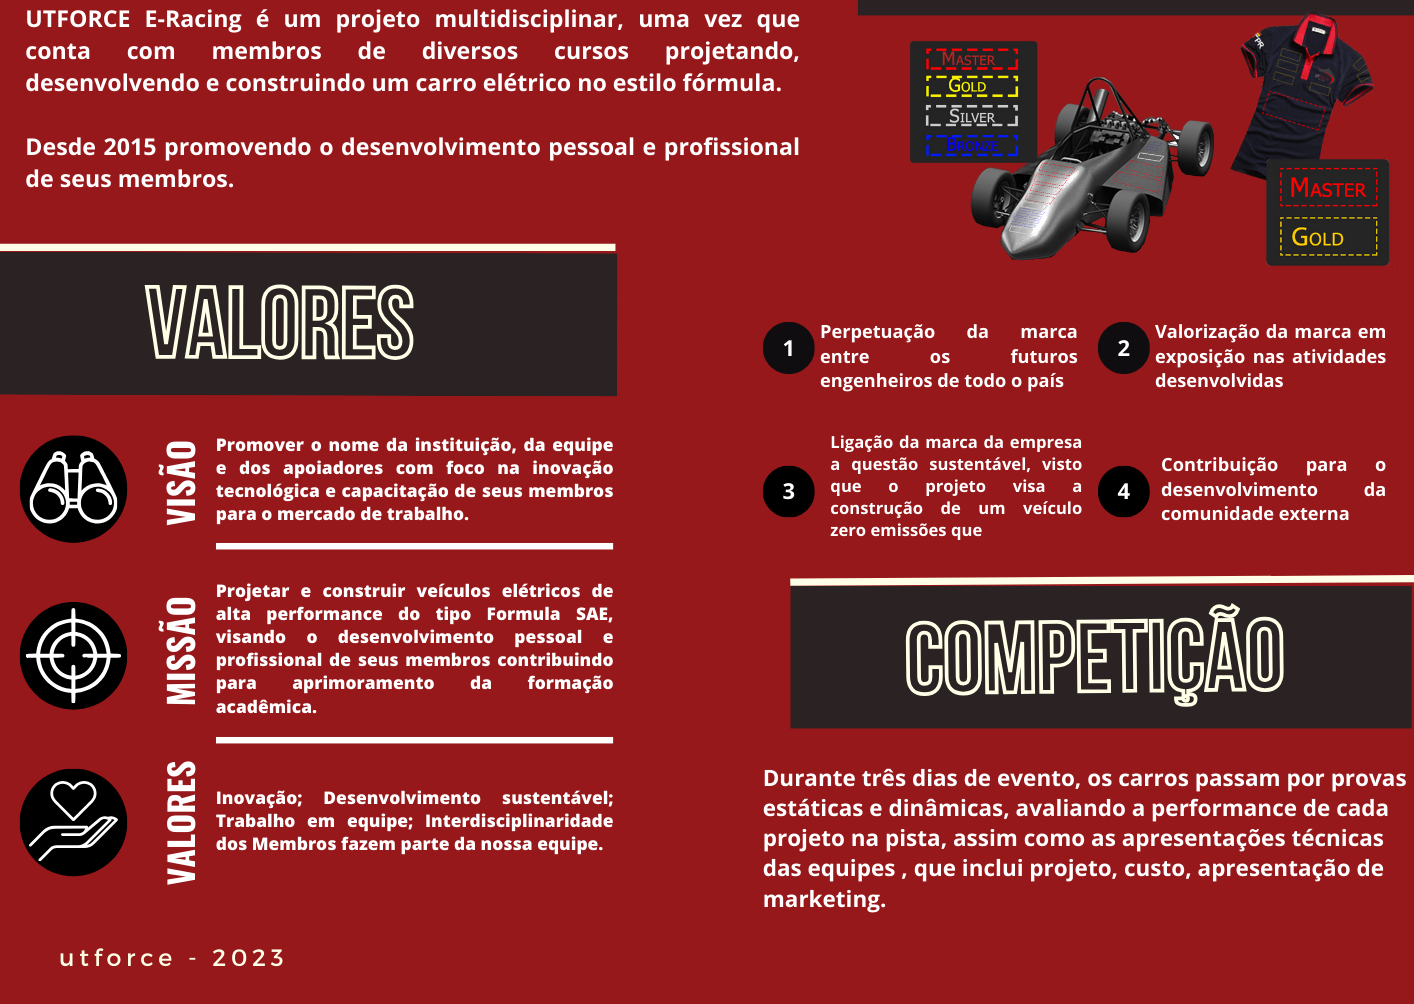 UTFORCE E-Racing é um projeto multidisciplinar, uma vez que
conta com membros de diversos cursos projetando,
desenvolvendo e construindo um carro elétrico no estilo fórmula.
Desde 2015 promovendo o desenvolvimento pessoal e profissional
de seus membros.
VALORES
VISÃO
Promover o nome da instituição, da equipe
e dos apoiadores com foco na inovação
tecnológica e capacitação de seus membros
para o mercado de trabalho.
MISSÃO
Projetar e construir veículos elétricos de
alta performance do tipo Formula SAE,
visando o desenvolvimento pessoal e
profissional de seus membros contribuindo
para aprimoramento da formação
acadêmica.
VALORES
Inovação; Desenvolvimento sustentável;
Trabalho em equipe; Interdisciplinaridade
dos Membros fazem parte da nossa equipe.
utforce - 2023
MASTER
GOLD
SILVER
BRONZE
PR
MASTER
GOLD
1
Perpetuação da marca
entre os futuros
engenheiros de todo o país
2
Valorização da marca em
exposição nas atividades
desenvolvidas
3
Ligação da marca da empresa
a questão sustentável, visto
que o projeto visa a
construção de um veículo
zero emissões que
4
Contribuição para o
desenvolvimento da
comunidade externa
COMPETIÇÃO
Durante três dias de evento, os carros passam por provas
estáticas e dinâmicas, avaliando a performance de cada
projeto na pista, assim como as apresentações técnicas
das equipes , que inclui projeto, custo, apresentação de
marketing.